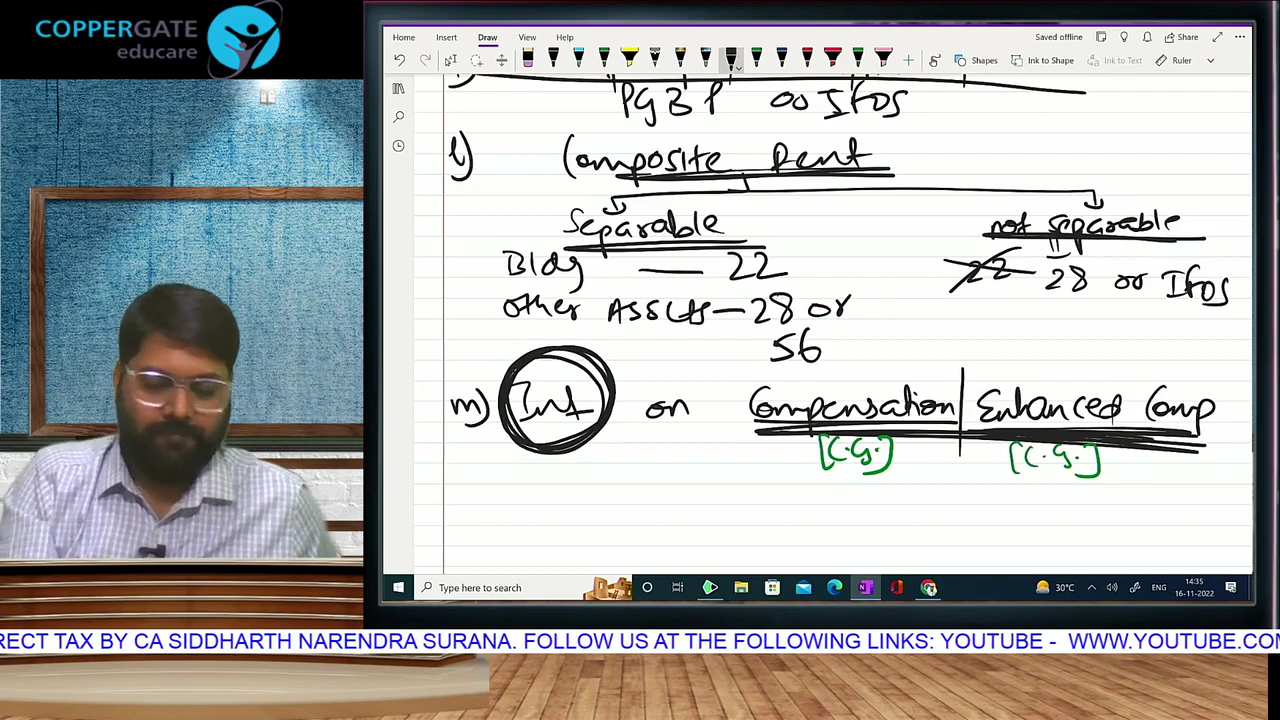 COPPERGATE
educare
Home Insert Draw View Help
Saved offline Share
Shapes Ink to Shape Ink to Text Ruler
PGBP or IFOS
l) Composite Rent
Separable not separable
Bldg — 22 22 28 or IFOS
other Assets — 28 or
56
m) Int on Compensation Enhanced Comp
[C.G.] [C.G.]
Type here to search
30°C ENG 14:35
16-11-2022
RECT TAX BY CA SIDDHARTH NARENDRA SURANA. FOLLOW US AT THE FOLLOWING LINKS: YOUTUBE - WWW.YOUTUBE.COM